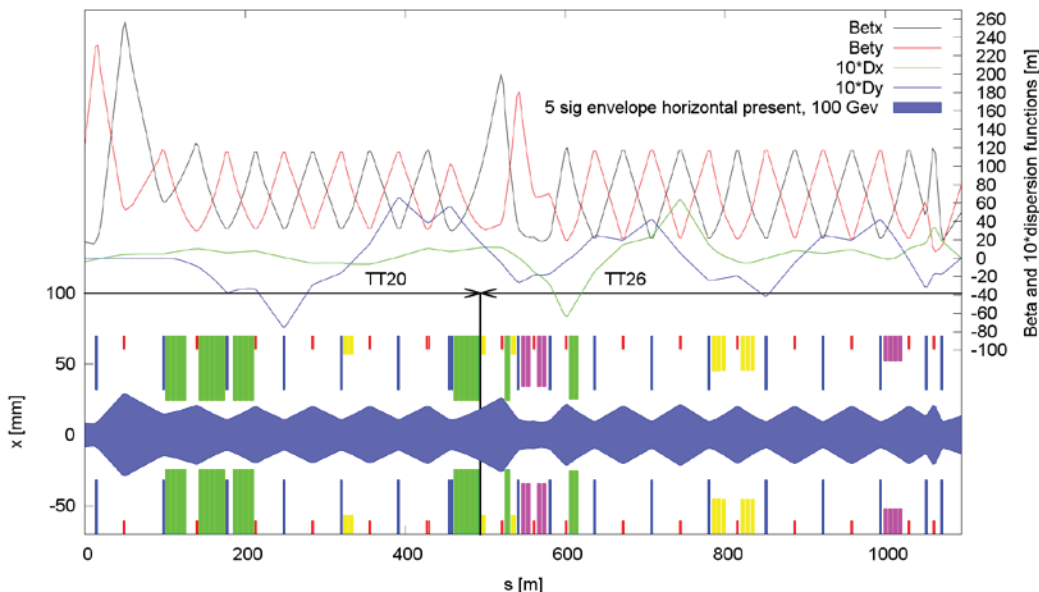 Betx
Bety
10*Dx
10*Dy
5 sig envelope horizontal present, 100 Gev
260
240
220
200
180
160
140
120
100
80
60
40
20
0
-20
-40
-60
-80
-100
Beta and 10*dispersion functions [m]
TT20
TT26
100
50
0
-50
x [mm]
0
200
400
600
800
1000
s [m]